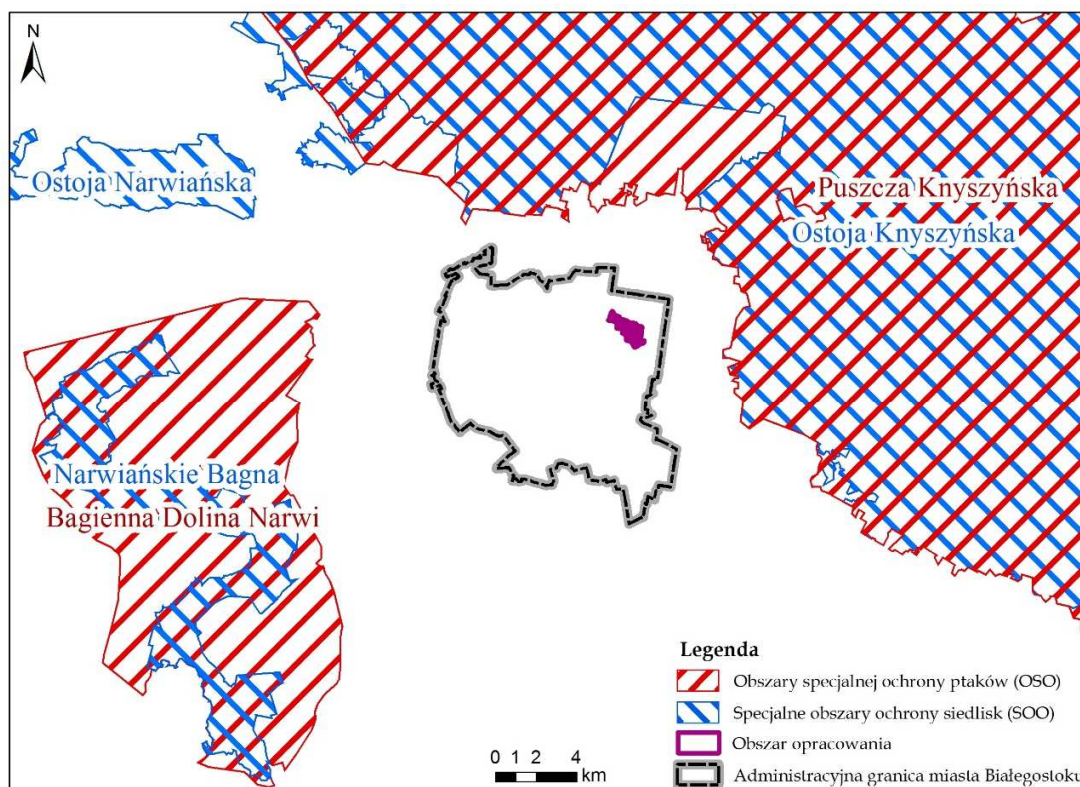 N
Ostoja Narwiańska
Puszcza Knyszyńska
Ostoja Knyszyńska
Narwiańskie Bagna
Bagienna Dolina Narwi
Legenda
Obszary specjalnej ochrony ptaków (OSO)
Specjalne obszary ochrony siedlisk (SOO)
Obszar opracowania
Administracyjna granica miasta Białegostoku
0 1 2 4
km